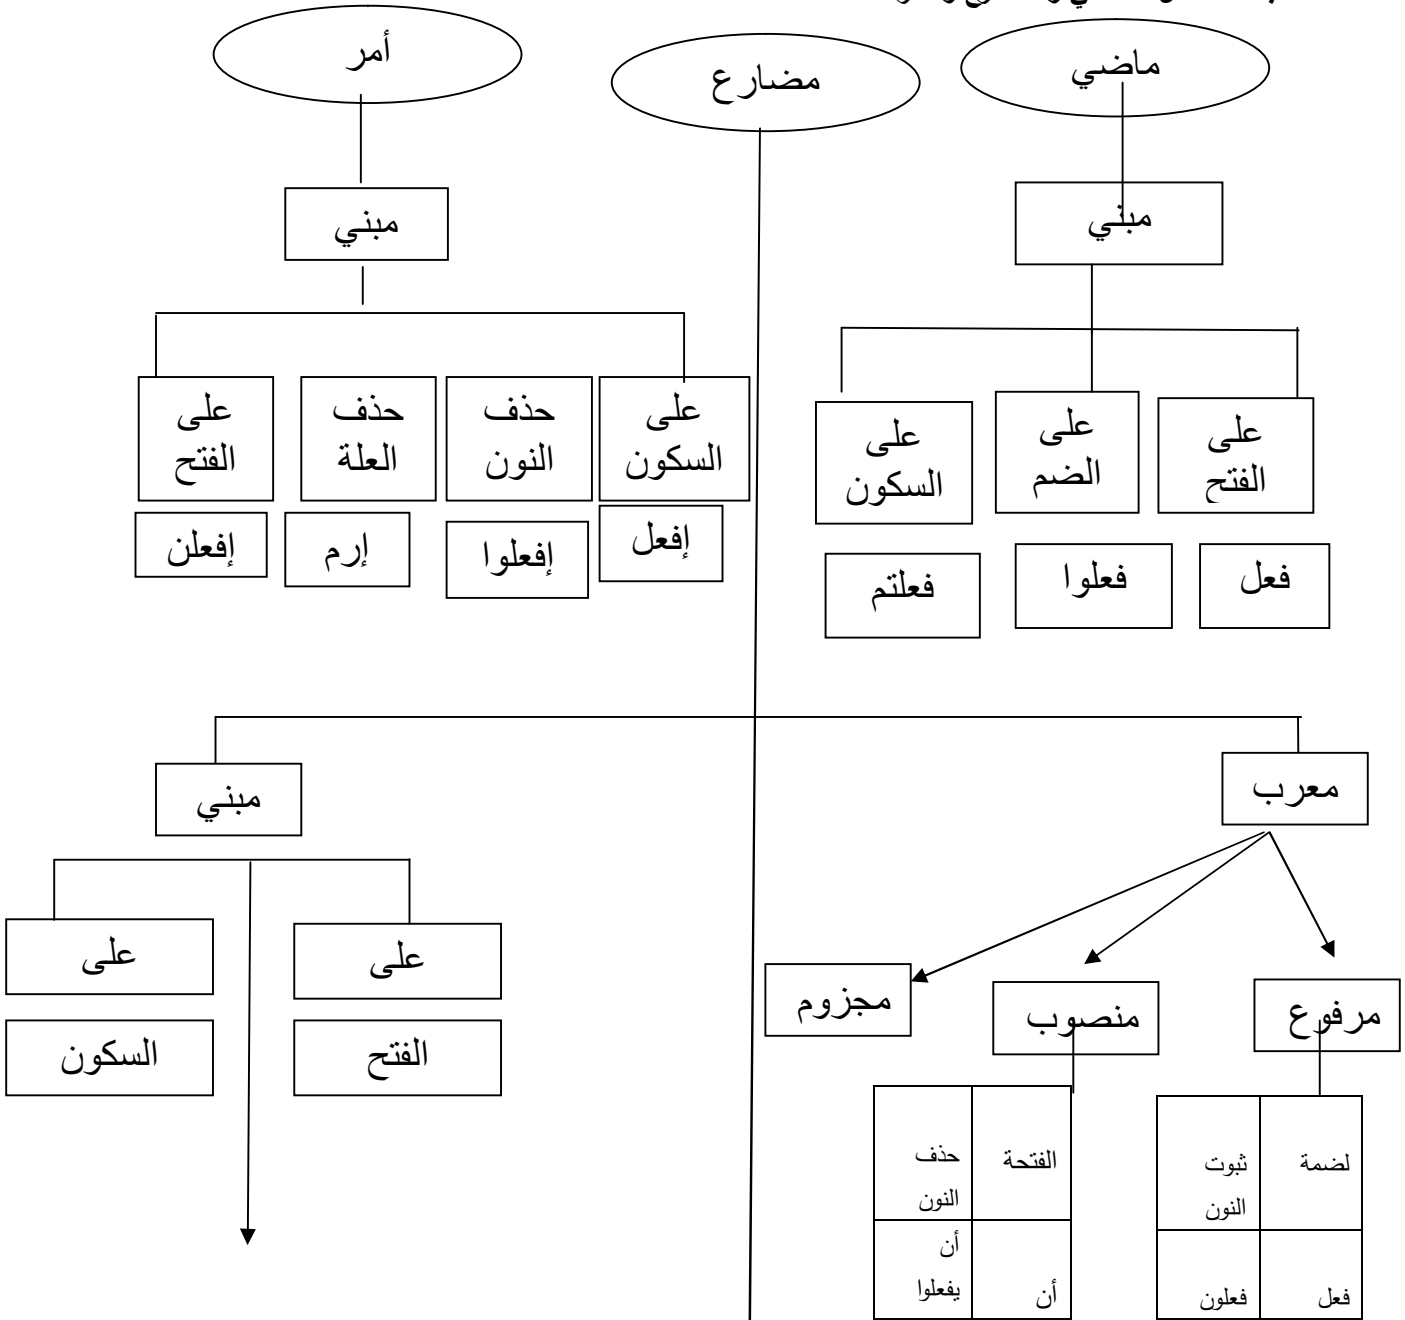 ماضي
مضارع
أمر
مبني
مبني
على
الفتح
على
الضم
على
السكون
على
السكون
حذف
النون
حذف
العلة
على
الفتح
فعل
فعلوا
فعلتم
إفعل
إفعلوا
إرم
إفعلن
معرب
مبني
مرفوع
منصوب
مجزوم
على
الفتح
على
السكون
لضمة
ثبوت
النون
فعل
فعلون
الفتحة
حذف
النون
أن
أن
يفعلوا